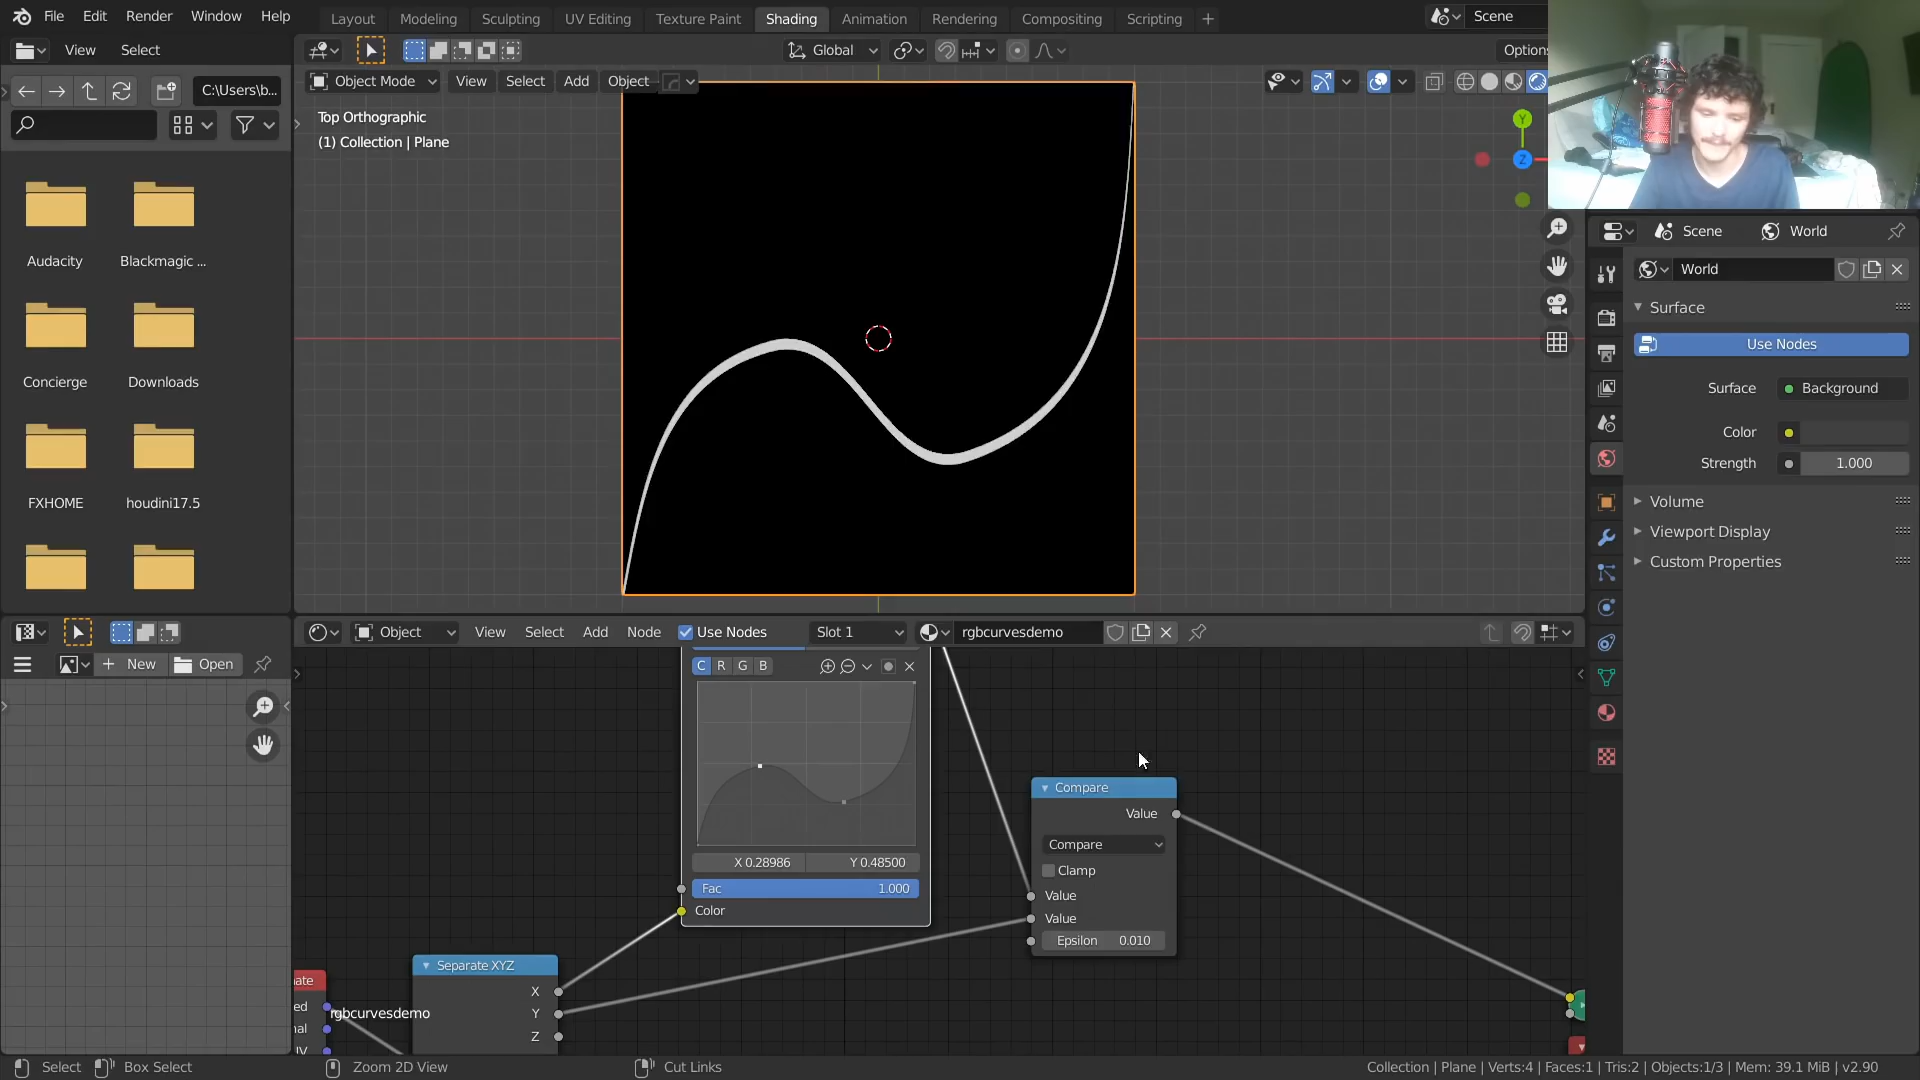 File Edit Render Window Help
Layout Modeling Sculpting UV Editing Texture Paint Shading Animation Rendering Compositing Scripting +
Scene
View Select
Global
Options
C:\Users\b...
Object Mode View Select Add Object
Top Orthographic
(1) Collection | Plane
Y
Z
Audacity
Blackmagic ...
Concierge
Downloads
FXHOME
houdini17.5
Scene World
World
Surface
Use Nodes
Surface Background
Color
Strength 1.000
Volume
Viewport Display
Custom Properties
New Open
Object View Select Add Node Use Nodes Slot 1 rgbcurvesdemo
C R G B
X 0.28986 Y 0.48500
Fac 1.000
Color
Compare
Value
Compare
Clamp
Value
Value
Epsilon 0.010
Separate XYZ
X
Y
Z
rgbcurvesdemo
Select Box Select Zoom 2D View Cut Links
Collection | Plane | Verts:4 | Faces:1 | Tris:2 | Objects:1/3 | Mem: 39.1 MiB | v2.90